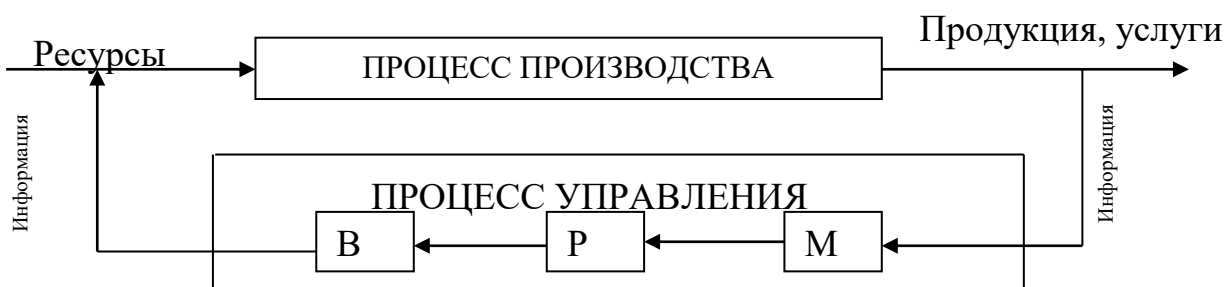 Продукция, услуги
Ресурсы
ПРОЦЕСС ПРОИЗВОДСТВА
Информация
Информация
ПРОЦЕСС УПРАВЛЕНИЯ
В
Р
М